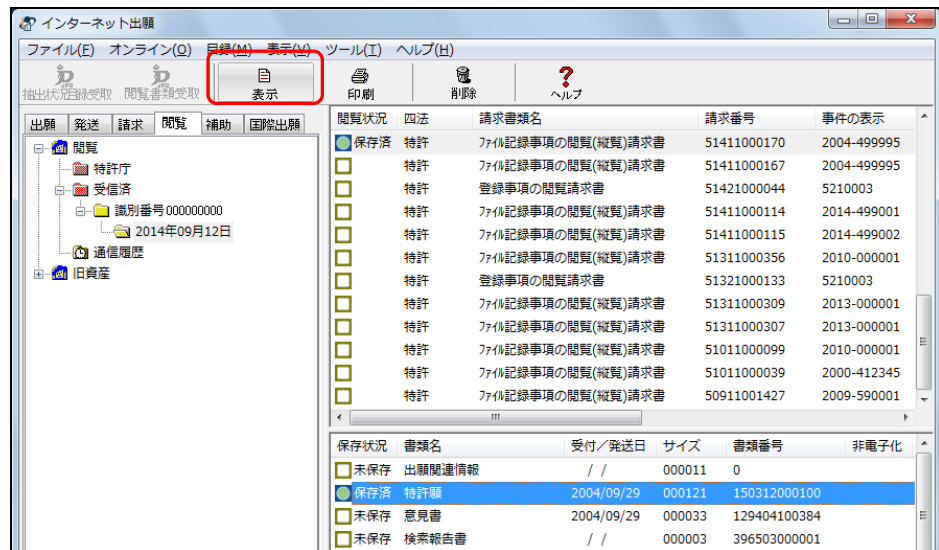 インターネット出願
ファイル(F) オンライン(O) 目録(M) 表示(V) ツール(T) ヘルプ(H)
抽出状況目録受取 閲覧書類受取 表示 印刷 削除 ヘルプ
出願 発送 請求 閲覧 補助 国際出願
閲覧
特許庁
受信済
識別番号000000000
2014年09月12日
通信履歴
旧資産
閲覧状況 四法 請求書類名 請求番号 事件の表示
保存済 特許 ファイル記録事項の閲覧(縦覧)請求書 51411000170 2004-499995
特許 ファイル記録事項の閲覧(縦覧)請求書 51411000167 2004-499995
特許 登録事項の閲覧請求書 51421000044 5210003
特許 ファイル記録事項の閲覧(縦覧)請求書 51411000114 2014-499001
特許 ファイル記録事項の閲覧(縦覧)請求書 51411000115 2014-499002
特許 ファイル記録事項の閲覧(縦覧)請求書 51311000356 2010-000001
特許 登録事項の閲覧請求書 51321000133 5210003
特許 ファイル記録事項の閲覧(縦覧)請求書 51311000309 2013-000001
特許 ファイル記録事項の閲覧(縦覧)請求書 51311000307 2013-000001
特許 ファイル記録事項の閲覧(縦覧)請求書 51011000099 2010-000001
特許 ファイル記録事項の閲覧(縦覧)請求書 51011000039 2000-412345
特許 ファイル記録事項の閲覧(縦覧)請求書 50911001427 2009-590001
保存状況 書類名 受付/発送日 サイズ 書類番号 非電子化
未保存 出願関連情報 / / 000011 0
保存済 特許願 2004/09/29 000121 150312000100
未保存 意見書 2004/09/29 000033 129404100384
未保存 検索報告書 / / 000003 396503000001